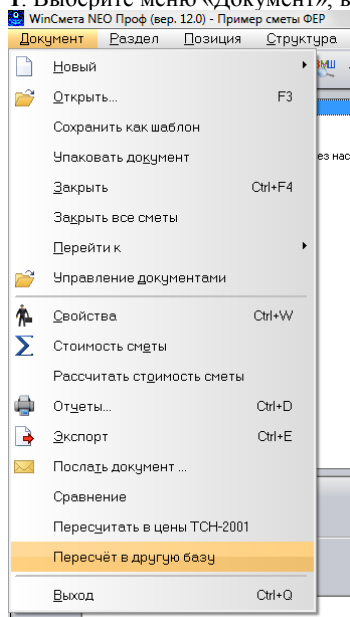 1. Выберите меню «Документ», в
WinСмета NEO Проф (вер. 12.0) - Пример сметы ФЕР
Документ Раздел Позиция Структура
Новый
Открыть... F3
Сохранить как шаблон
Упаковать документ
ез нас
Закрыть Ctrl+F4
Закрыть все сметы
Перейти к
Управление документами
Свойства Ctrl+W
Стоимость сметы
Рассчитать стоимость сметы
Отчеты... Ctrl+D
Экспорт Ctrl+E
Послать документ ...
Сравнение
Пересчитать в цены ТСН-2001
Пересчёт в другую базу
Выход Ctrl+Q